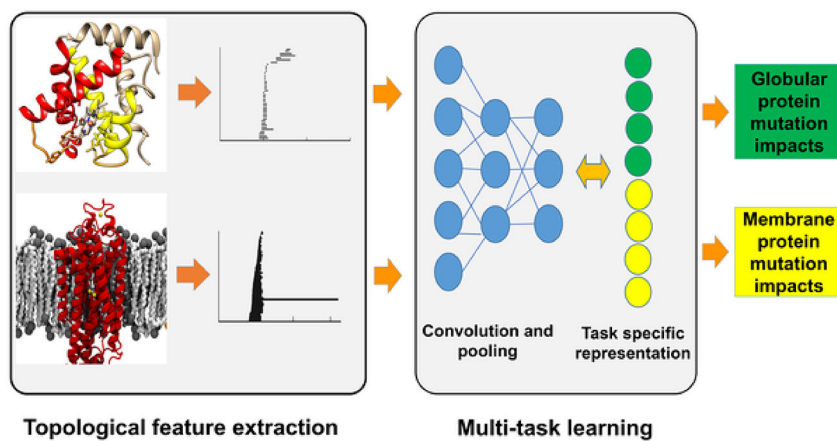 Globular
protein
mutation
impacts
Membrane
protein
mutation
impacts
Convolution and
pooling
Task specific
representation
Topological feature extraction
Multi-task learning